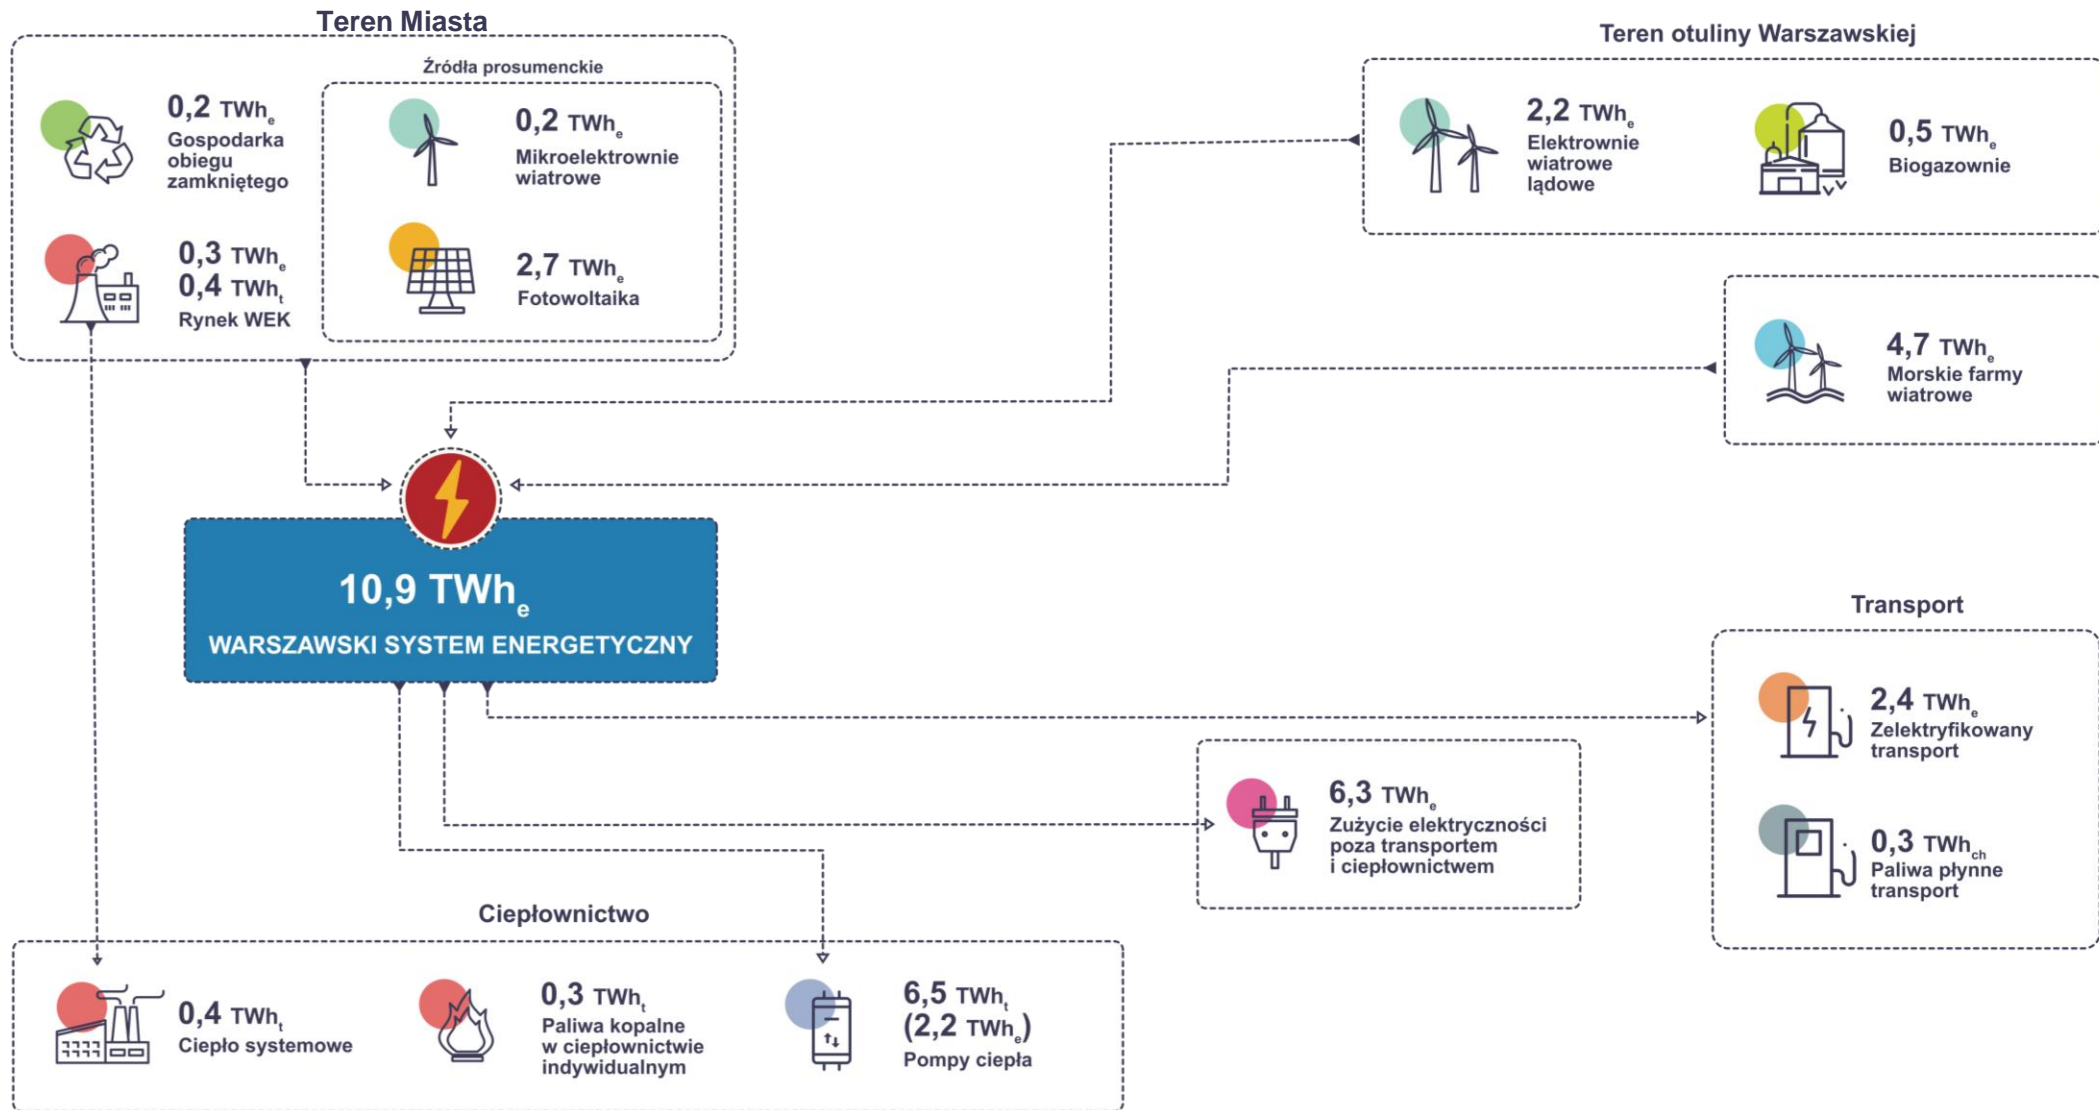 Teren Miasta
Źródła prosumenckie
0,2 TWhe
Gospodarka
obiegu
zamkniętego
0,2 TWhe
Mikroelektrownie
wiatrowe
0,3 TWhe
0,4 TWht
Rynek WEK
2,7 TWhe
Fotowoltaika
Teren otuliny Warszawskiej
2,2 TWhe
Elektrownie
wiatrowe
lądowe
0,5 TWhe
Biogazownie
4,7 TWhe
Morskie farmy
wiatrowe
10,9 TWhe
WARSZAWSKI SYSTEM ENERGETYCZNY
Transport
2,4 TWhe
Zelektryfikowany
transport
0,3 TWhch
Paliwa płynne
transport
6,3 TWhe
Zużycie elektryczności
poza transportem
i ciepłownictwem
Ciepłownictwo
0,4 TWht
Ciepło systemowe
0,3 TWht
Paliwa kopalne
w ciepłownictwie
indywidualnym
6,5 TWht
(2,2 TWhe)
Pompy ciepła